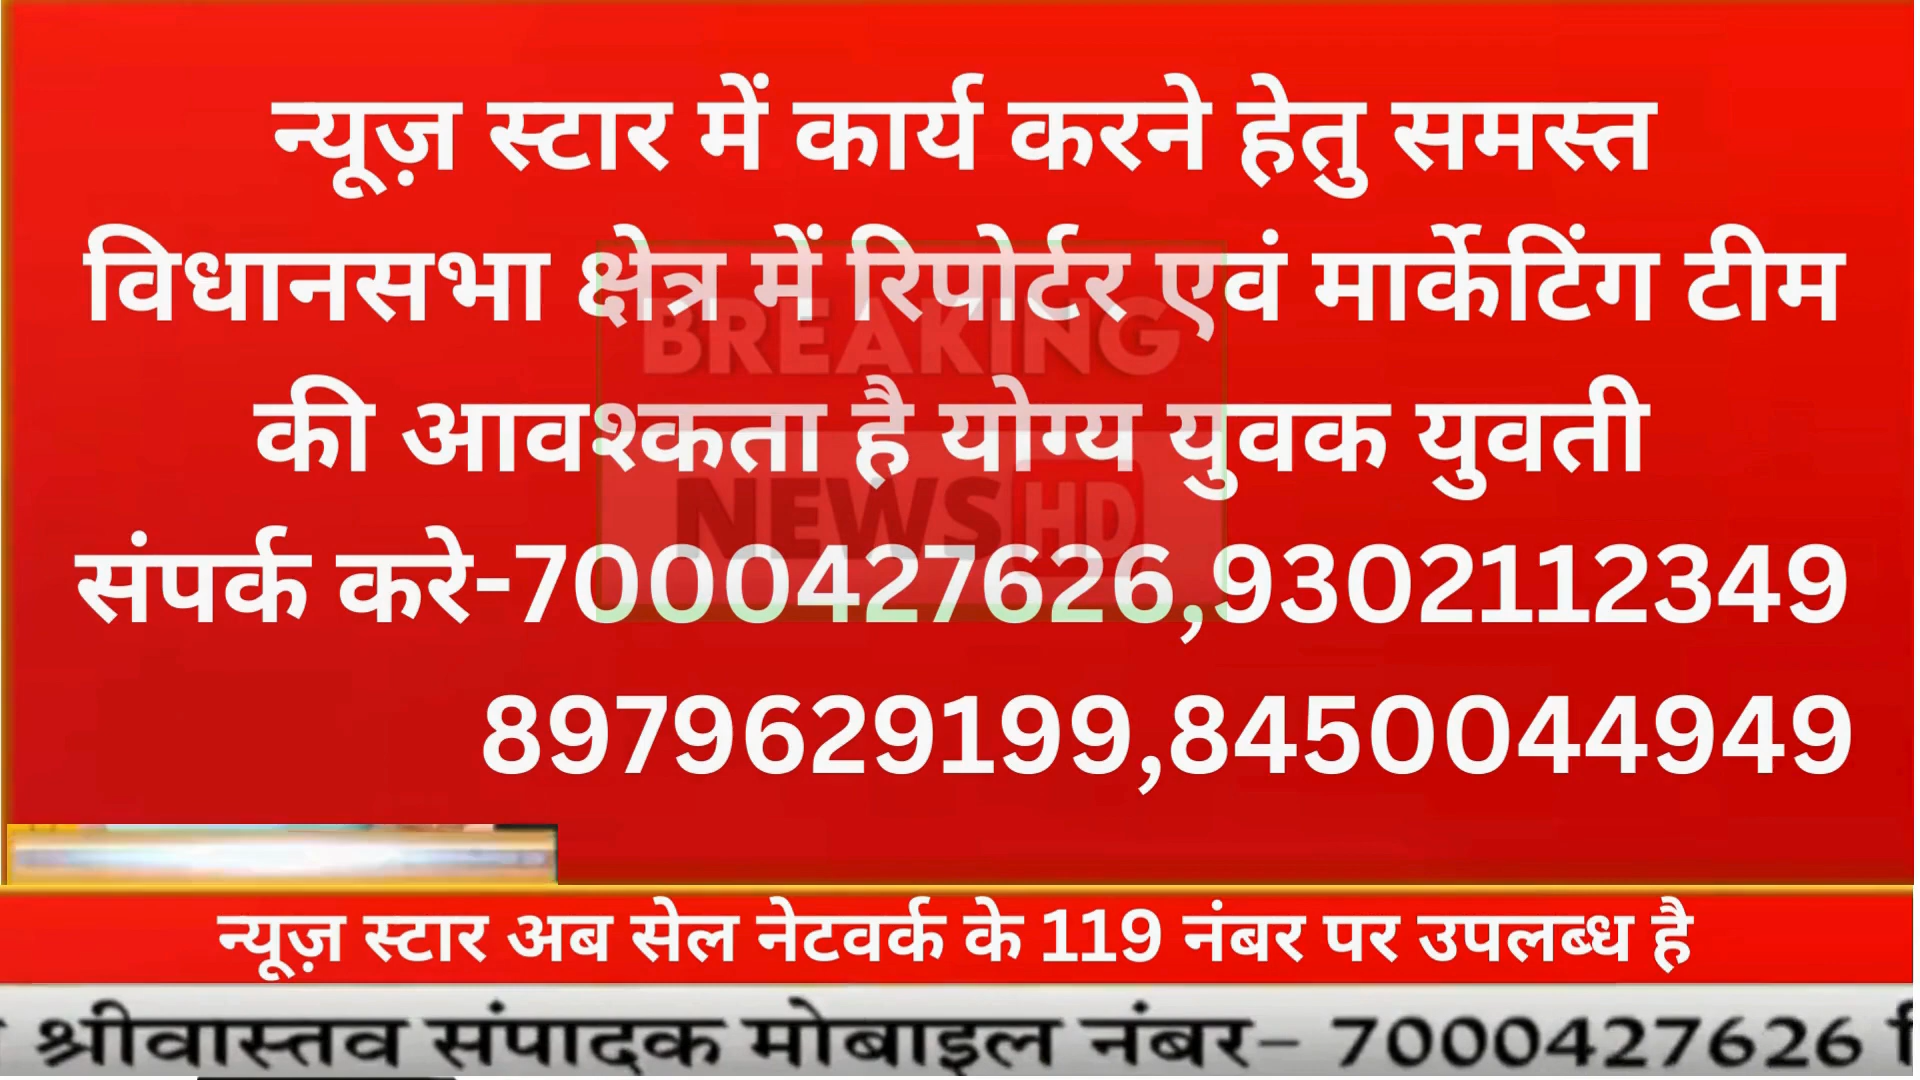 न्यूज़ स्टार में कार्य करने हेतु समस्त
विधानसभा क्षेत्र में रिपोर्टर एवं मार्केटिंग टीम
की आवश्कता है योग्य युवक युवती
संपर्क करे-7000427626,9302112349
8979629199,8450044949
BREAKING
NEWS HD
न्यूज़ स्टार अब सेल नेटवर्क के 119 नंबर पर उपलब्ध है
श्रीवास्तव संपादक मोबाइल नंबर- 7000427626